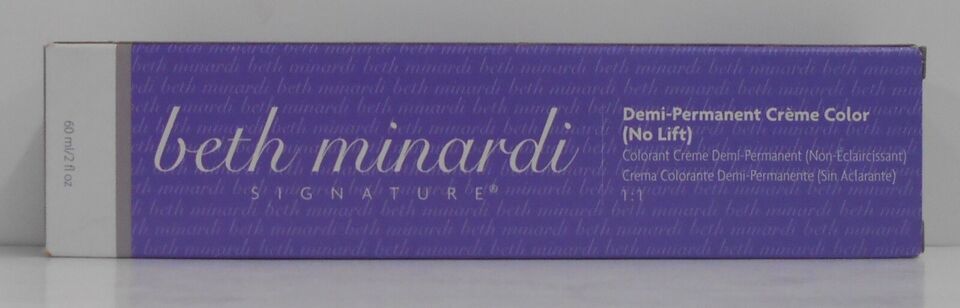 60 ml/2 fl oz
beth minardi
SIGNATURE®
Demi-Permanent Crème Color
(No Lift)
Colorant Crème Demi-Permanent (Non-Éclaircissant)
Crema Colorante Demi-Permanente (Sin Aclarante)
1:1